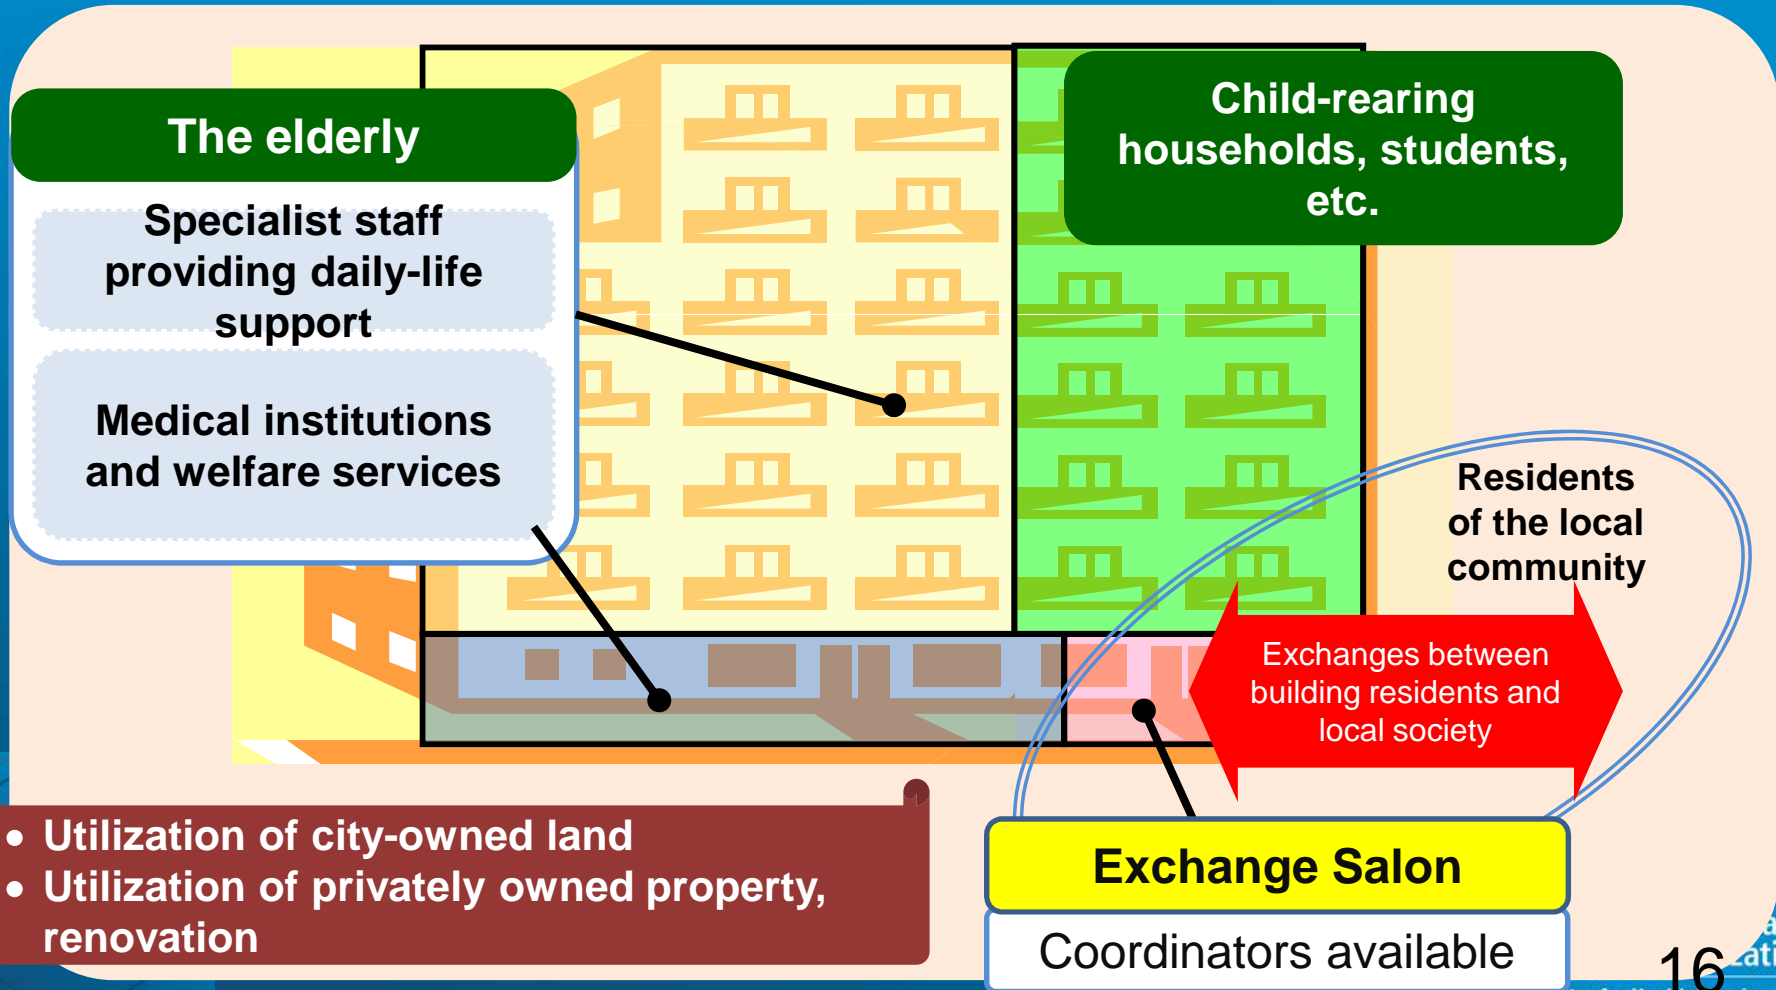 The elderly
Specialist staff
providing daily-life
support
Medical institutions
and welfare services
Child-rearing
households, students,
etc.
Residents
of the local
community
Exchanges between
building residents and
local society
• Utilization of city-owned land
• Utilization of privately owned property,
renovation
Exchange Salon
Coordinators available
16